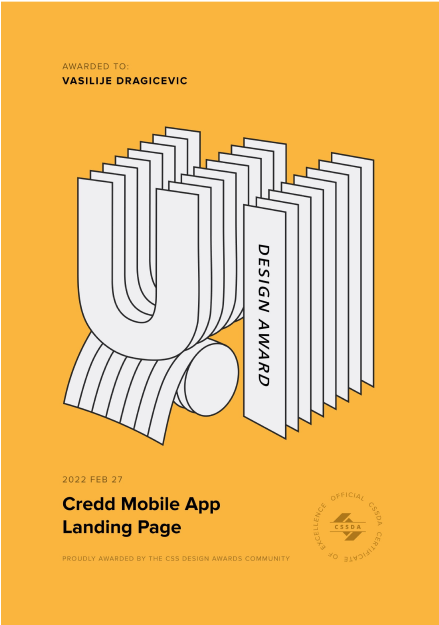 AWARDED TO:
VASILIJE DRAGICEVIC
UI
DESIGN AWARD
2022 FEB 27
Credd Mobile App
Landing Page
PROUDLY AWARDED BY THE CSS DESIGN AWARDS COMMUNITY
OFFICIAL CSSDA CERTIFICATE OF EXCELLENCE
CSSDA